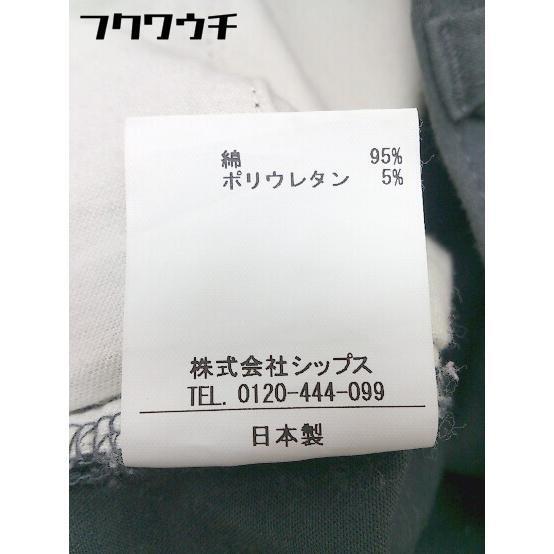 フクワウチ
綿 95%
ポリウレタン 5%
株式会社シップス
TEL. 0120-444-099
日本製